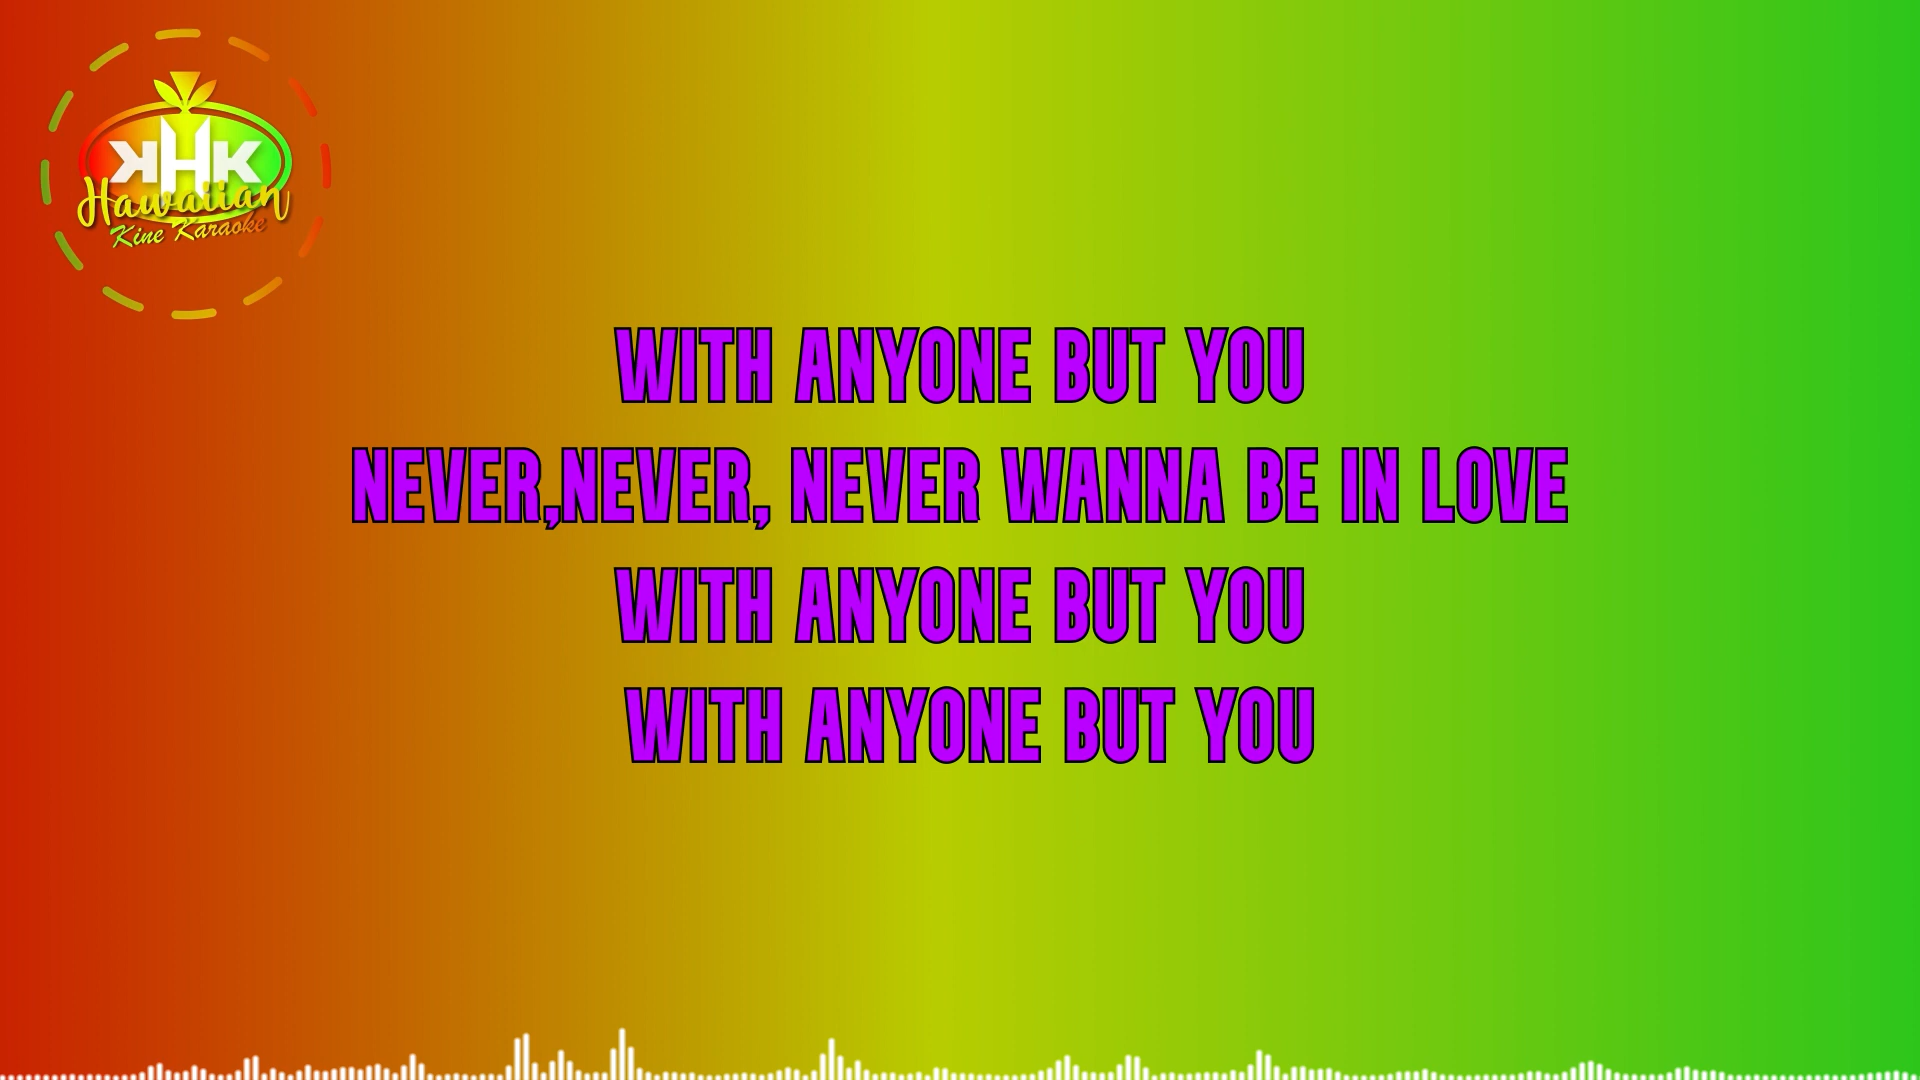 KHK
Hawaiian
Kine Karaoke
WITH ANYONE BUT YOU
NEVER,NEVER, NEVER WANNA BE IN LOVE
WITH ANYONE BUT YOU
WITH ANYONE BUT YOU